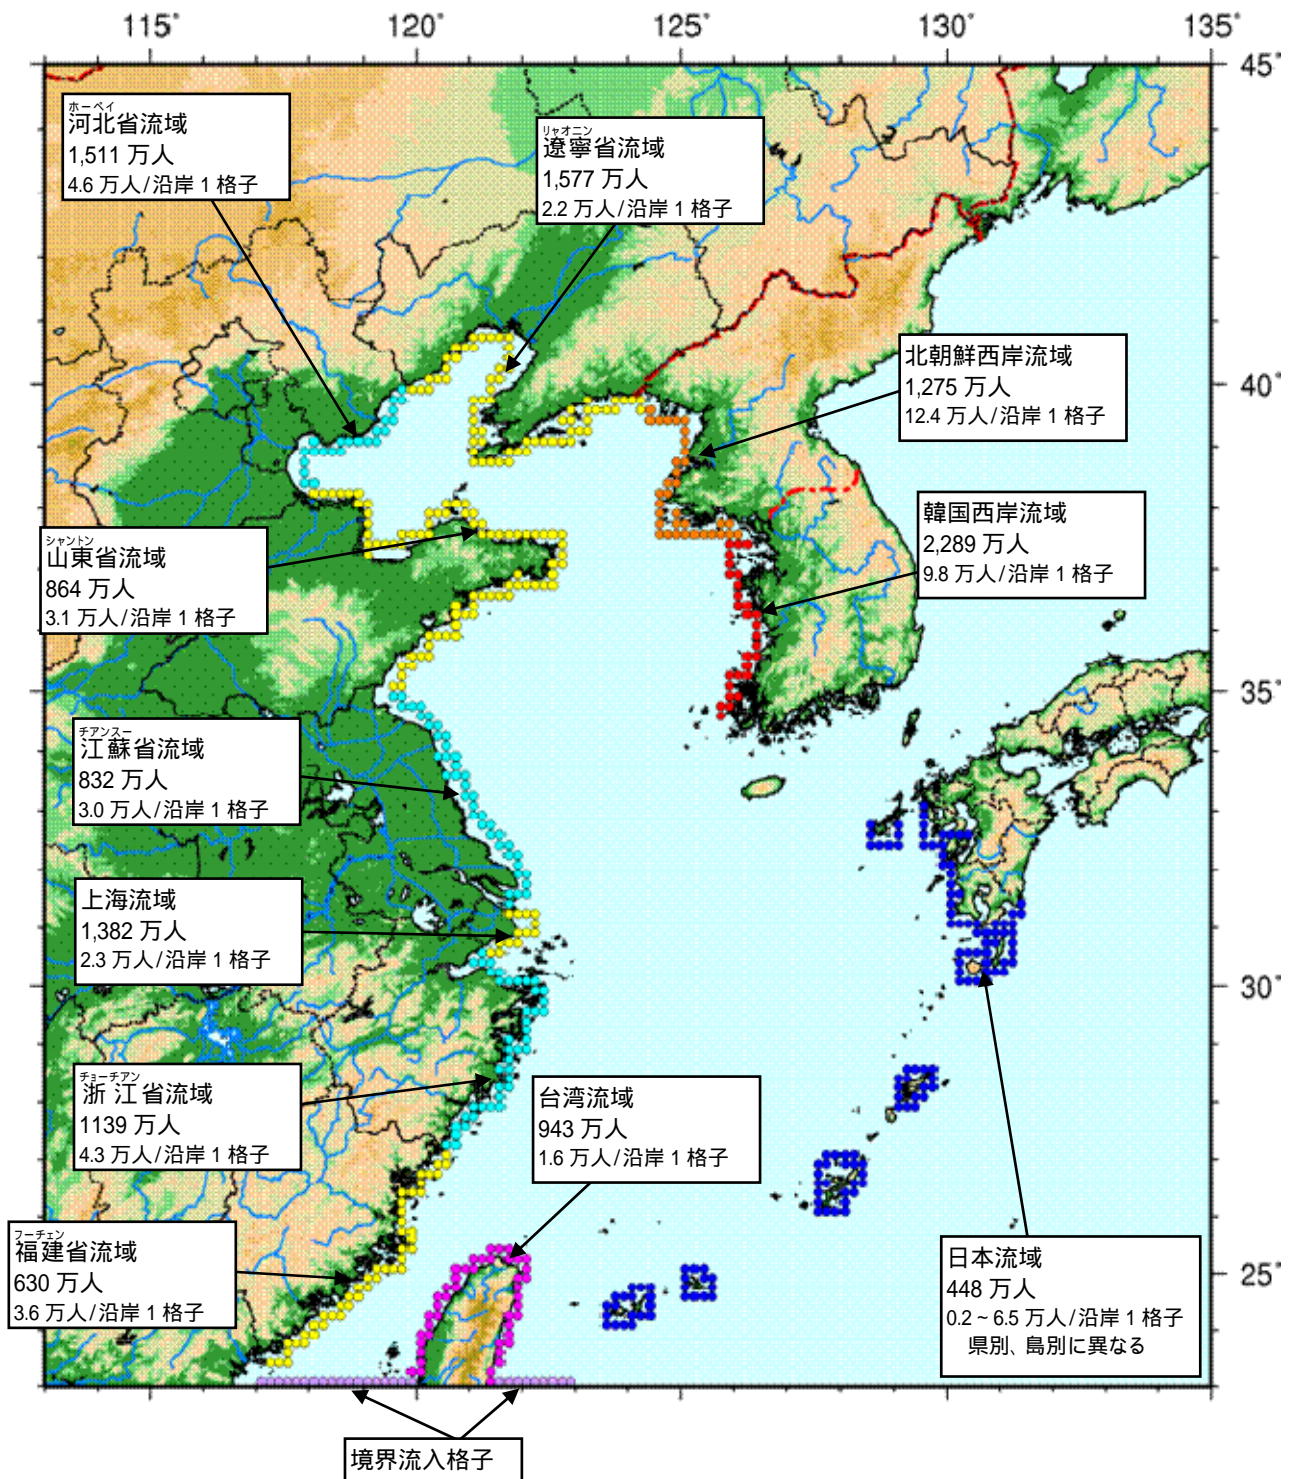 115°
120°
125°
130°
135°
45°
ホーベイ
河北省流域
1,511 万人
4.6 万人/沿岸 1 格子
リャオニン
遼寧省流域
1,577 万人
2.2 万人/沿岸 1 格子
北朝鮮西岸流域
1,275 万人
12.4 万人/沿岸 1 格子
40°
韓国西岸流域
2,289 万人
9.8 万人/沿岸 1 格子
シャントン
山東省流域
864 万人
3.1 万人/沿岸 1 格子
35°
チアンスー
江蘇省流域
832 万人
3.0 万人/沿岸 1 格子
上海流域
1,382 万人
2.3 万人/沿岸 1 格子
30°
チョーチアン
浙江省流域
1139 万人
4.3 万人/沿岸 1 格子
台湾流域
943 万人
1.6 万人/沿岸 1 格子
フーチェン
福建省流域
630 万人
3.6 万人/沿岸 1 格子
日本流域
448 万人
0.2~6.5 万人/沿岸 1 格子
県別、島別に異なる
25°
115°
120°
125°
130°
135°
境界流入格子